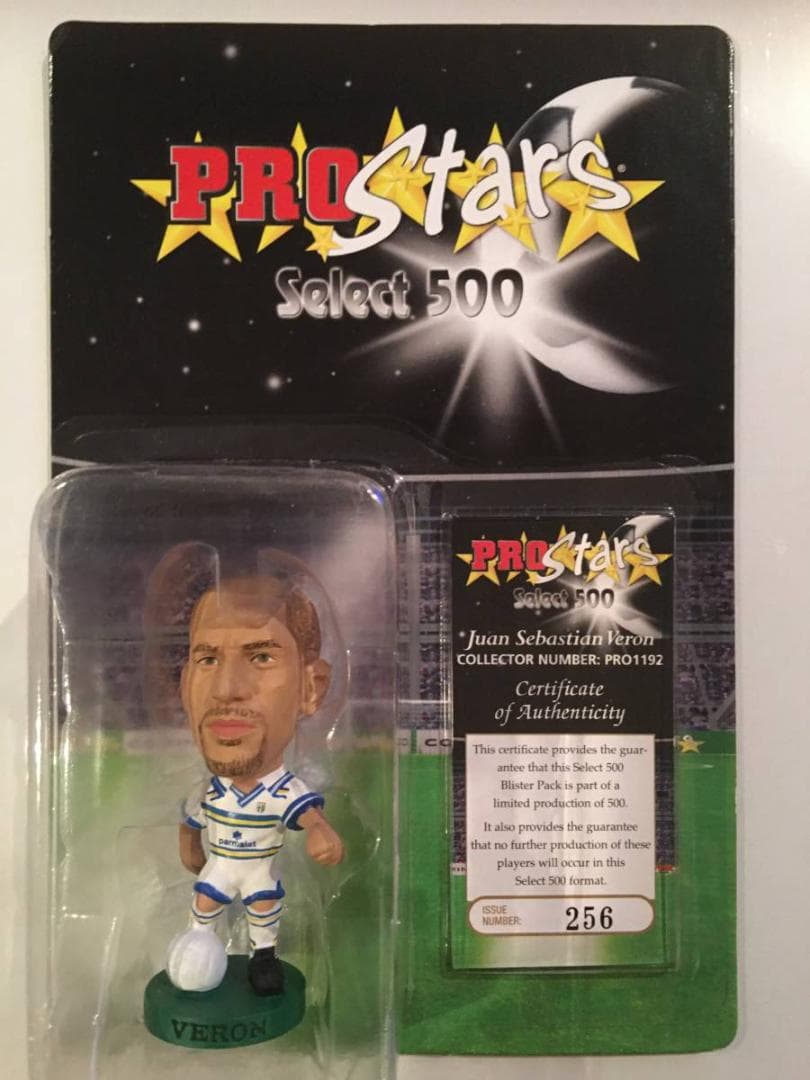 PROStars
Select 500
PROStars
Select 500
Juan Sebastian Veron
COLLECTOR NUMBER: PRO1192
Certificate
of Authenticity
This certificate provides the guar-
antee that this Select 500
Blister Pack is part of a
limited production of 500.
It also provides the guarantee
that no further production of these
players will occur in this
Select 500 format.
ISSUE
NUMBER: 256
parmalat
VERON